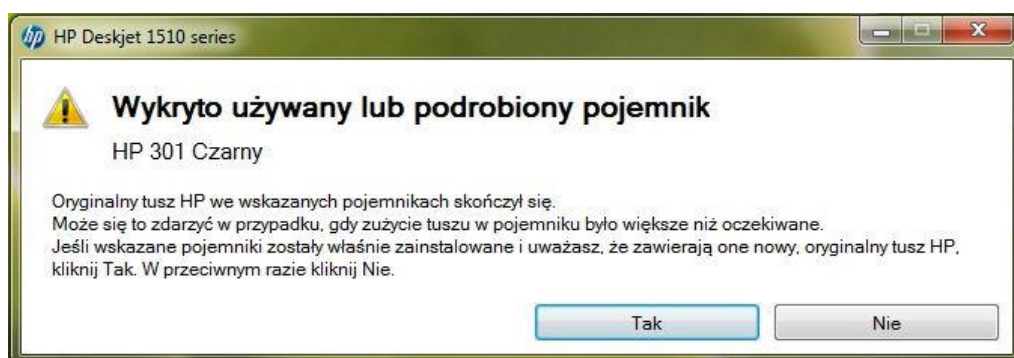 hp HP Deskjet 1510 series
Wykryto używany lub podrobiony pojemnik
HP 301 Czarny
Oryginalny tusz HP we wskazanych pojemnikach skończył się.
Może się to zdarzyć w przypadku, gdy zużycie tuszu w pojemniku było większe niż oczekiwane.
Jeśli wskazane pojemniki zostały właśnie zainstalowane i uważasz, że zawierają one nowy, oryginalny tusz HP,
kliknij Tak. W przeciwnym razie kliknij Nie.
Tak Nie